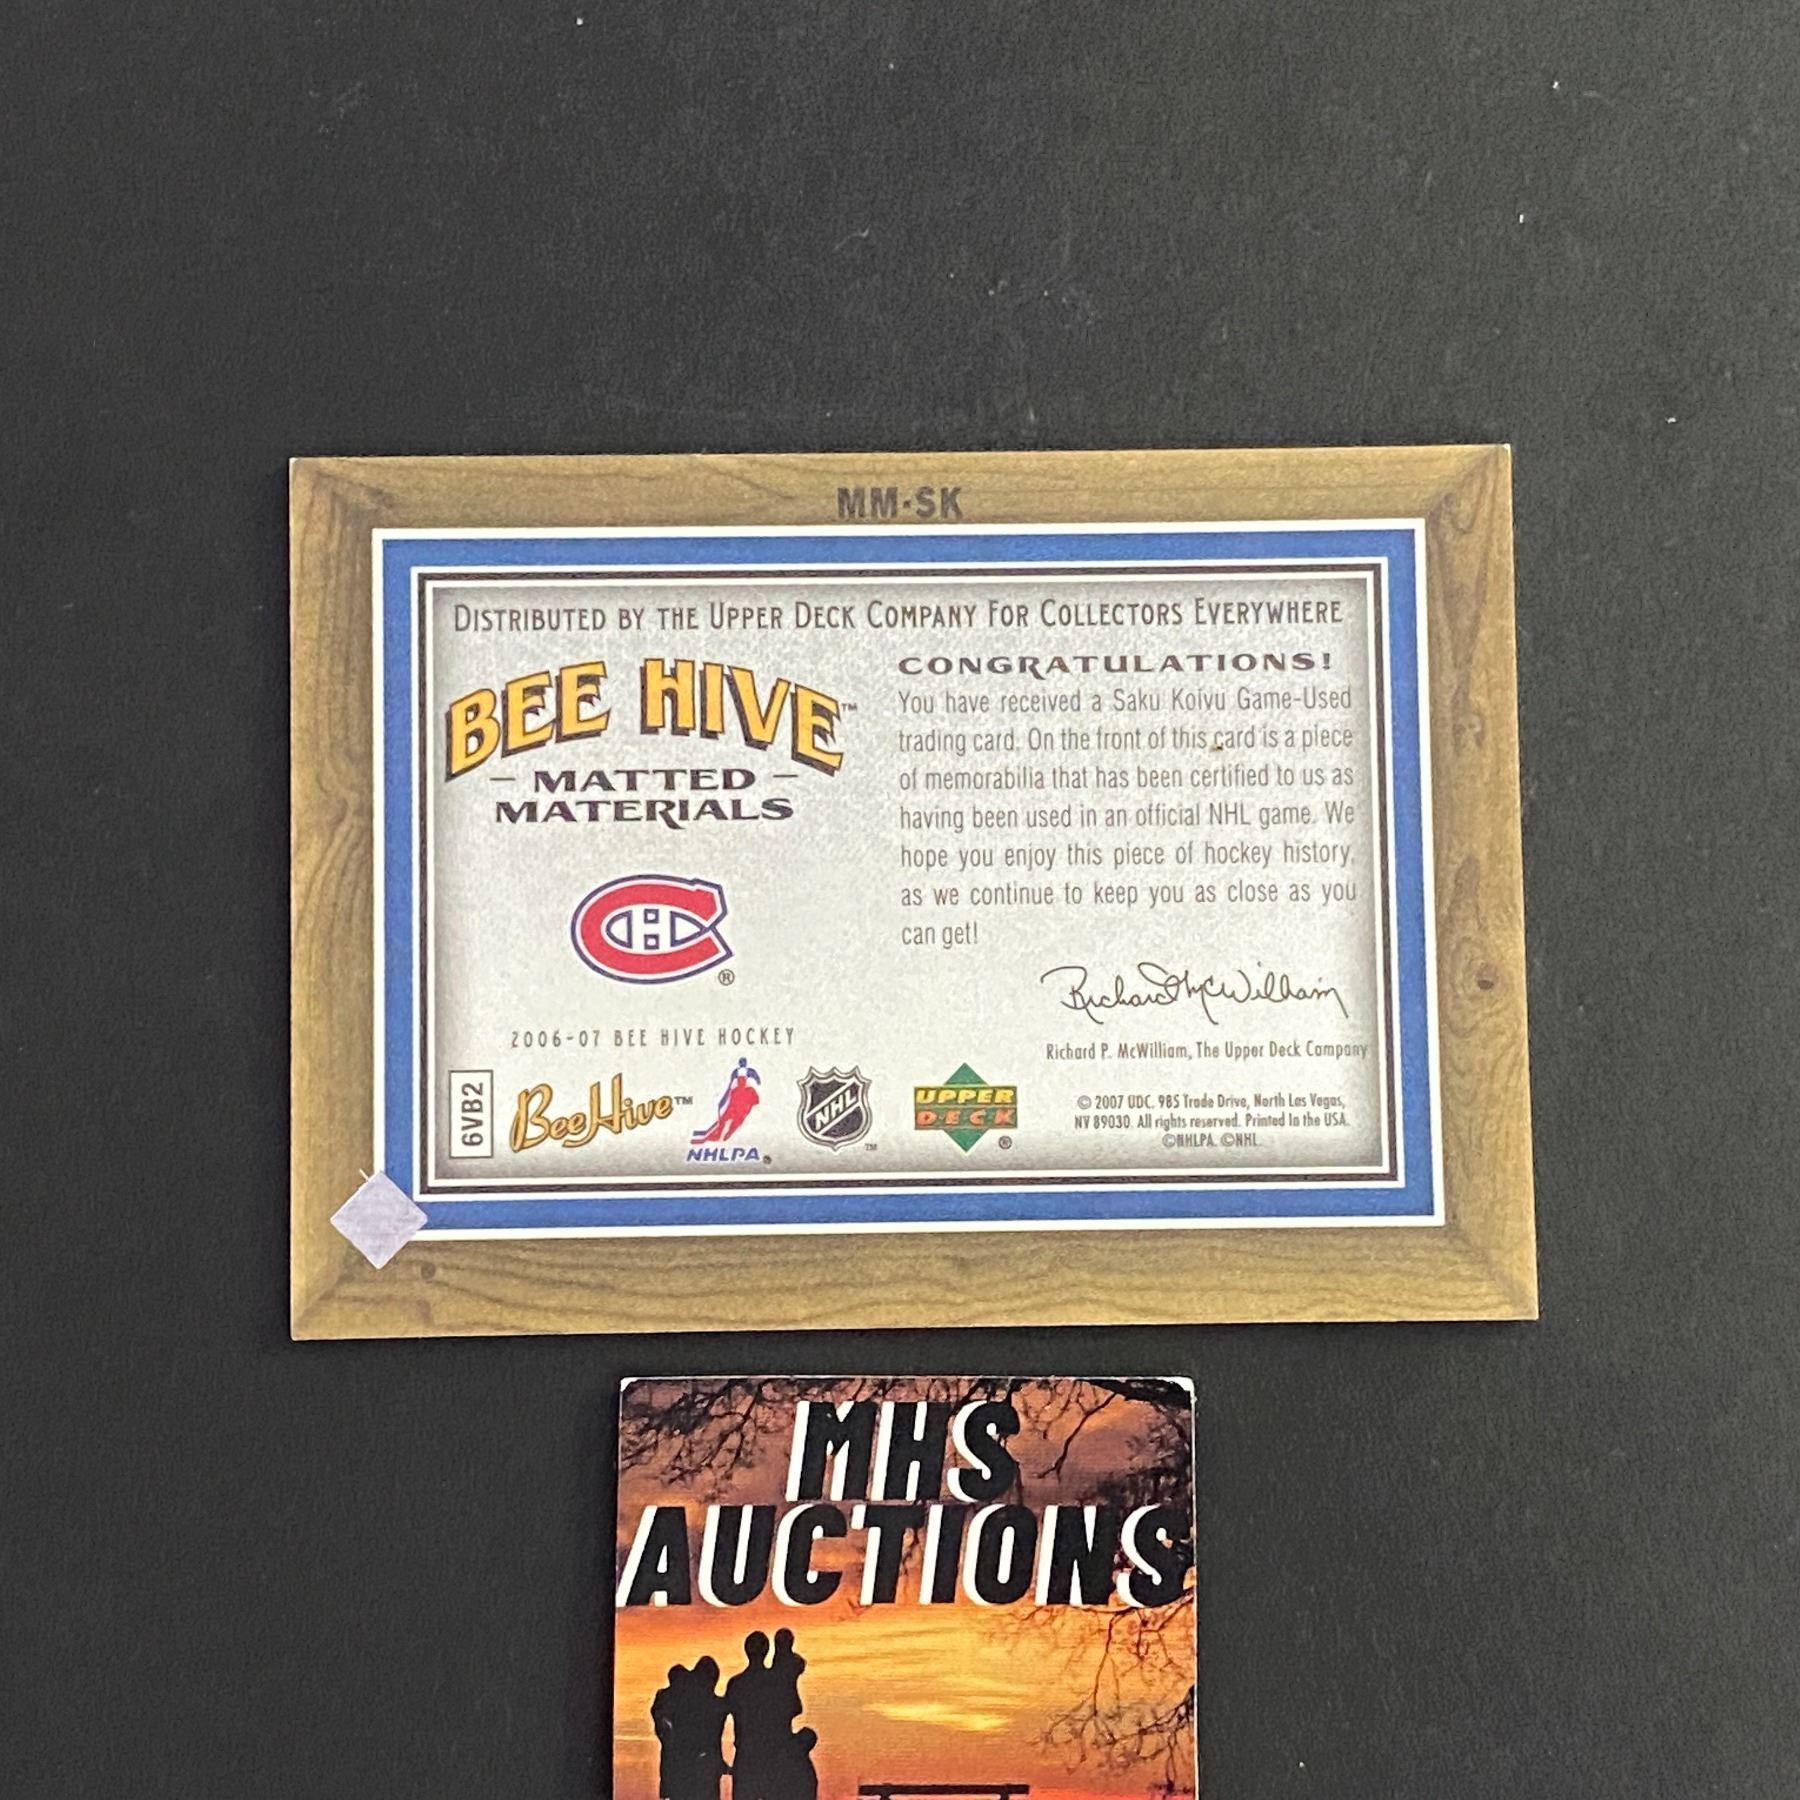 MM-SK
DISTRIBUTED BY THE UPPER DECK COMPANY FOR COLLECTORS EVERYWHERE
BEE HIVE™
- MATTED -
MATERIALS
®
2006-07 BEE HIVE HOCKEY
CONGRATULATIONS!
You have received a Saku Koivu Game-Used
trading card. On the front of this card is a piece
of memorabilia that has been certified to us as
having been used in an official NHL game. We
hope you enjoy this piece of hockey history,
as we continue to keep you as close as you
can get!
Richard McWilliam
Richard P. McWilliam, The Upper Deck Company
6VB2
BeeHive™
NHLPA®
NHL™
UPPER
DECK®
© 2007 UDC. 985 Trade Drive, North Las Vegas,
NV 89030. All rights reserved. Printed in the USA.
©NHLPA. ©NHL.
MHS
AUCTIONS